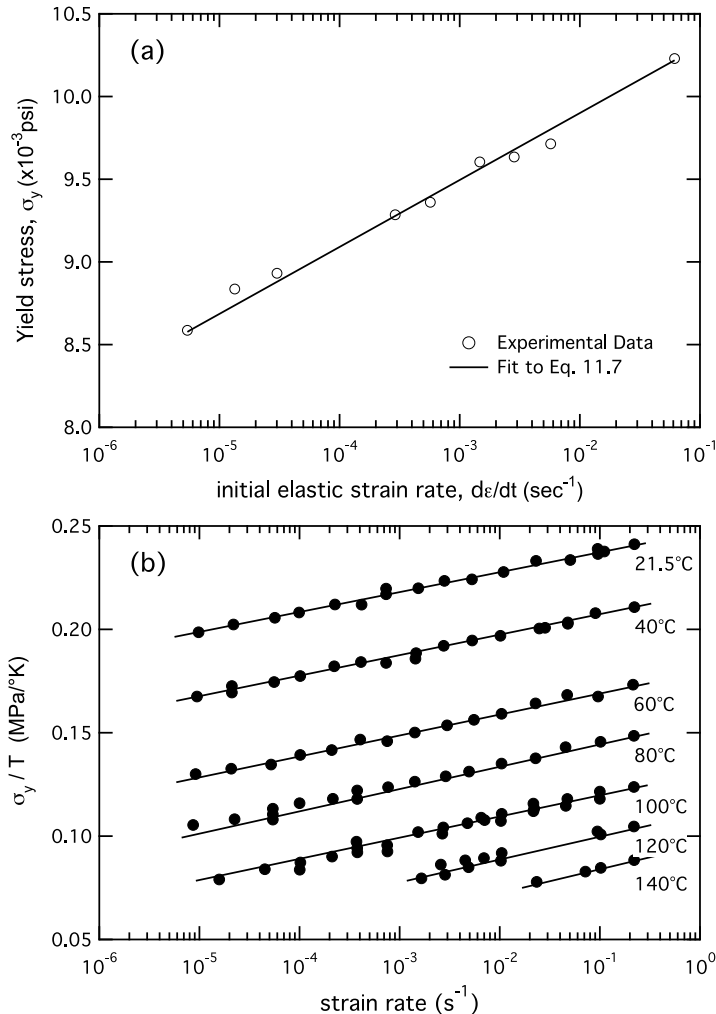 10.5
(a)
10.0
9.5
9.0
8.5
8.0
Yield stress, σy (x10⁻³psi)
Experimental Data
Fit to Eq. 11.7
10⁻⁶ 10⁻⁵ 10⁻⁴ 10⁻³ 10⁻² 10⁻¹
initial elastic strain rate, dε/dt (sec⁻¹)
0.25
(b)
21.5°C
0.20
40°C
60°C
0.15
80°C
100°C
0.10
120°C
140°C
0.05
σy / T (MPa/°K)
10⁻⁶ 10⁻⁵ 10⁻⁴ 10⁻³ 10⁻² 10⁻¹ 10⁰
strain rate (s⁻¹)